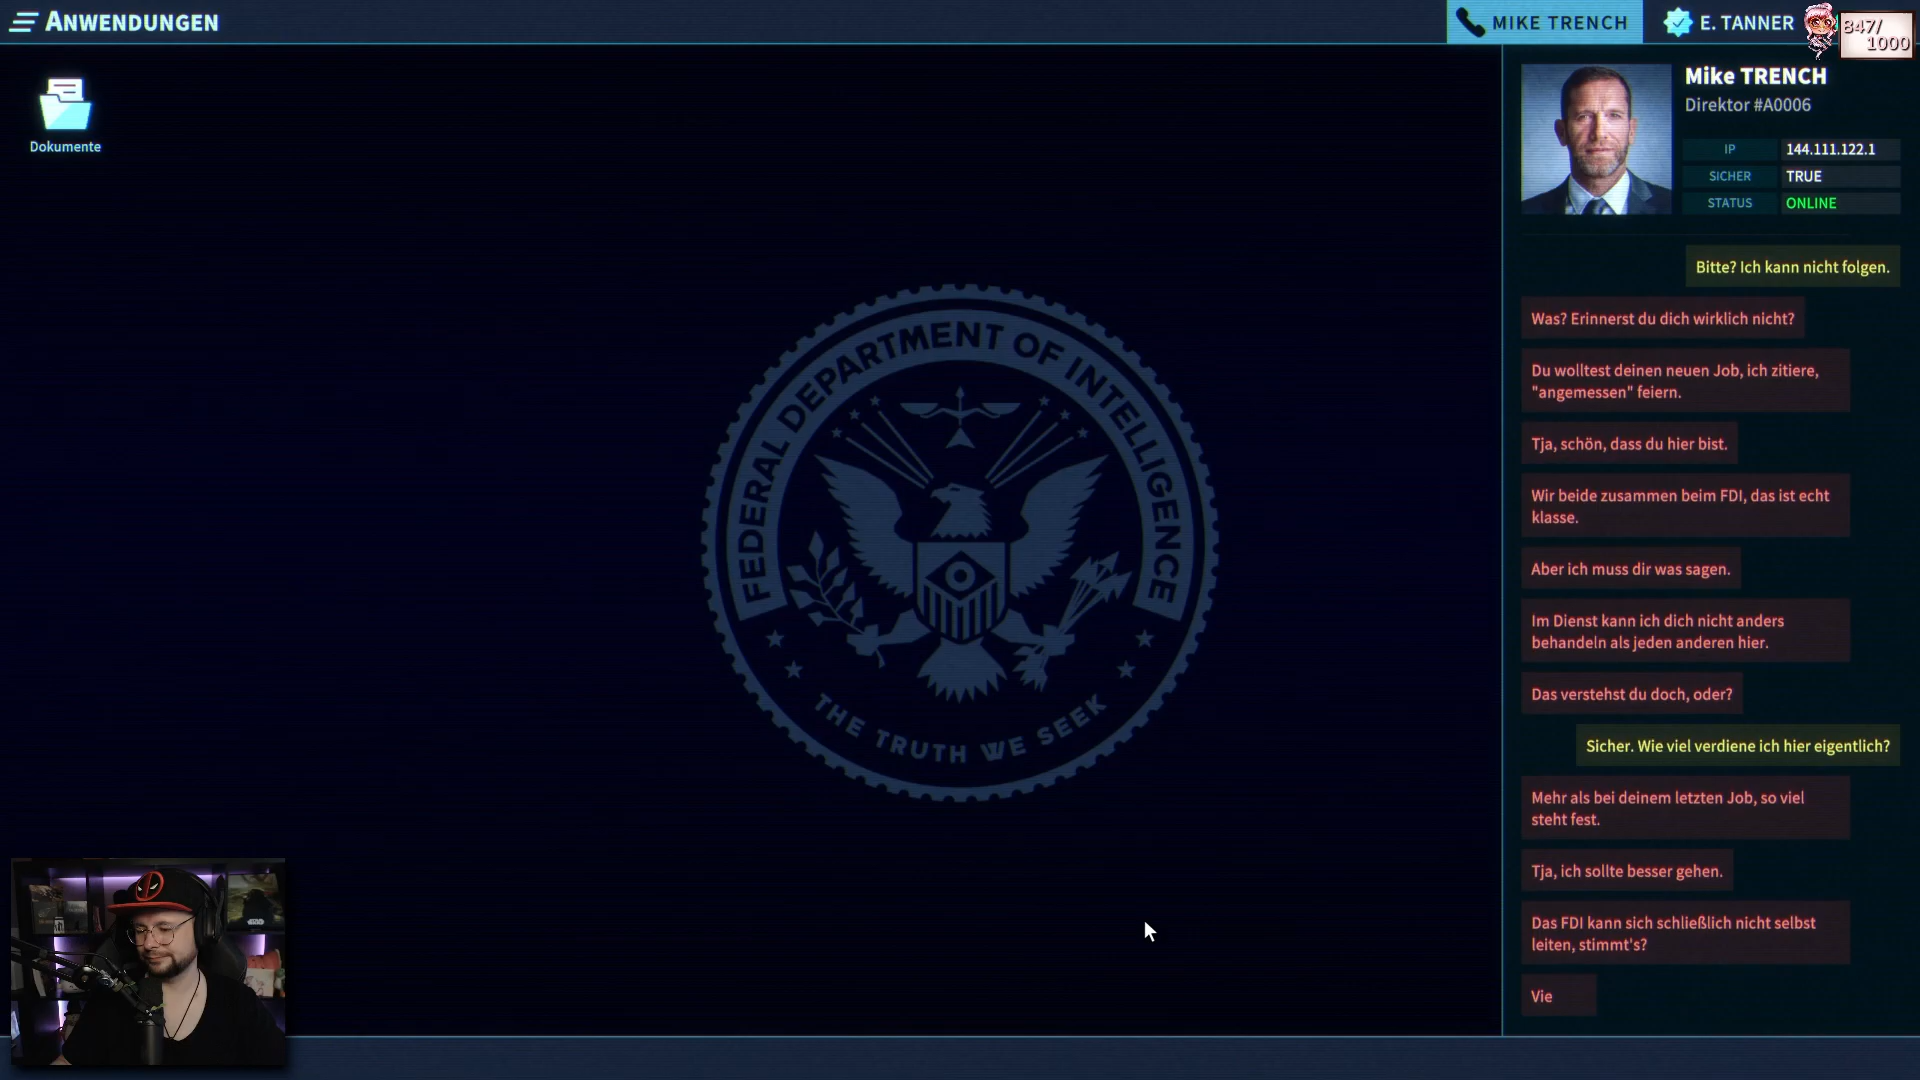 ANWENDUNGEN
MIKE TRENCH
E. TANNER
847/
1000
Dokumente
Mike TRENCH
Direktor #A0006
IP
144.111.122.1
SICHER
TRUE
STATUS
ONLINE
FEDERAL DEPARTMENT OF INTELLIGENCE
THE TRUTH WE SEEK
Bitte? Ich kann nicht folgen.
Was? Erinnerst du dich wirklich nicht?
Du wolltest deinen neuen Job, ich zitiere,
"angemessen" feiern.
Tja, schön, dass du hier bist.
Wir beide zusammen beim FDI, das ist echt
klasse.
Aber ich muss dir was sagen.
Im Dienst kann ich dich nicht anders
behandeln als jeden anderen hier.
Das verstehst du doch, oder?
Sicher. Wie viel verdiene ich hier eigentlich?
Mehr als bei deinem letzten Job, so viel
steht fest.
Tja, ich sollte besser gehen.
Das FDI kann sich schließlich nicht selbst
leiten, stimmt's?
Vie